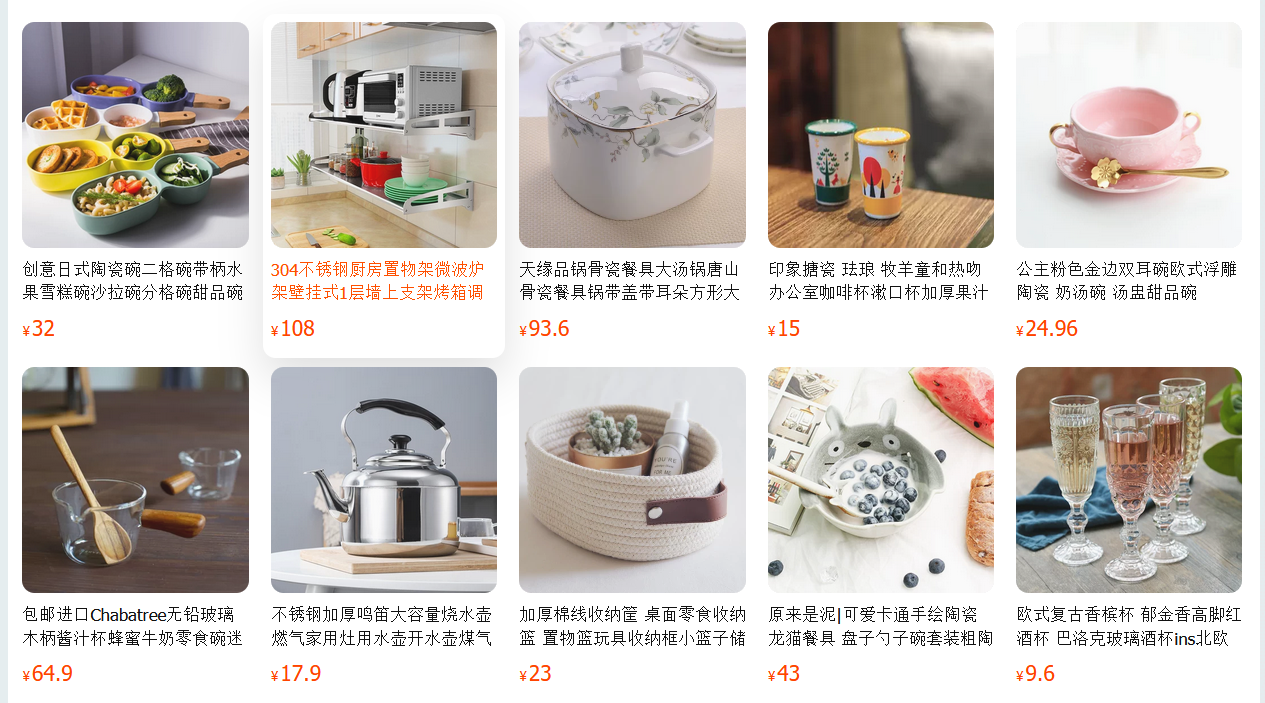 创意日式陶瓷碗二格碗带柄水
果雪糕碗沙拉碗分格碗甜品碗
¥32
304不锈钢厨房置物架微波炉
架壁挂式1层墙上支架烤箱调
¥108
天缘品锅骨瓷餐具大汤锅唐山
骨瓷餐具锅带盖带耳朵方形大
¥93.6
印象搪瓷 珐琅 牧羊童和热吻
办公室咖啡杯漱口杯加厚果汁
¥15
公主粉色金边双耳碗欧式浮雕
陶瓷 奶汤碗 汤盅甜品碗
¥24.96
包邮进口Chabatree无铅玻璃
木柄酱汁杯蜂蜜牛奶零食碗迷
¥64.9
不锈钢加厚鸣笛大容量烧水壶
燃气家用灶用水壶开水壶煤气
¥17.9
YOU RE
FOR ME
加厚棉线收纳筐 桌面零食收纳
篮 置物篮玩具收纳框小篮子储
¥23
原来是泥|可爱卡通手绘陶瓷
龙猫餐具 盘子勺子碗套装粗陶
¥43
欧式复古香槟杯 郁金香高脚红
酒杯 巴洛克玻璃酒杯ins北欧
¥9.6